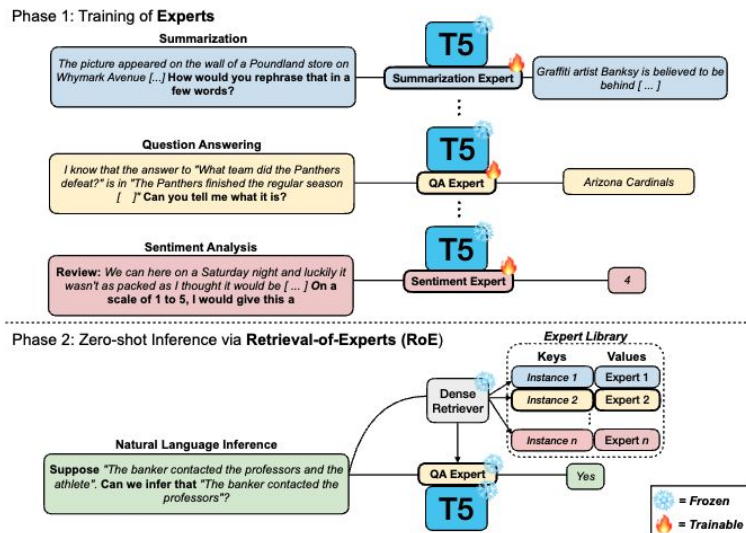 Phase 1: Training of Experts
Summarization
The picture appeared on the wall of a Poundland store on
Whymark Avenue [...] How would you rephrase that in a
few words?
T5
Summarization Expert
Graffiti artist Banksy is believed to be
behind [ ... ]
Question Answering
I know that the answer to "What team did the Panthers
defeat?" is in "The Panthers finished the regular season
[ ]" Can you tell me what it is?
T5
QA Expert
Arizona Cardinals
Sentiment Analysis
Review: We can here on a Saturday night and luckily it
wasn't as packed as I thought it would be [ ... ] On a
scale of 1 to 5, I would give this a
T5
Sentiment Expert
4
Phase 2: Zero-shot Inference via Retrieval-of-Experts (RoE)
Expert Library
Keys
Values
Instance 1
Expert 1
Instance 2
Expert 2
Instance n
Expert n
Dense
Retriever
Natural Language Inference
Suppose "The banker contacted the professors and the
athlete". Can we infer that "The banker contacted the
professors"?
QA Expert
T5
Yes
= Frozen
= Trainable